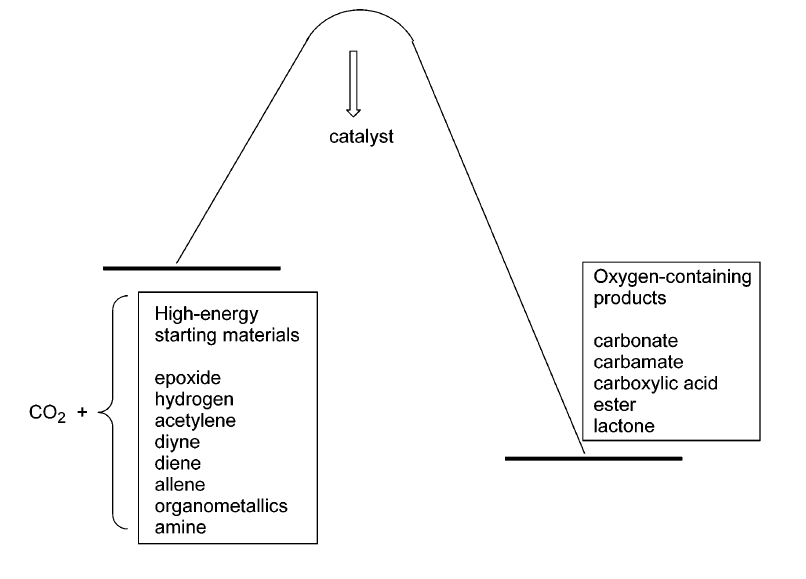 catalyst
High-energy
starting materials
epoxide
hydrogen
acetylene
diyne
diene
allene
organometallics
amine
CO₂ +
Oxygen-containing
products
carbonate
carbamate
carboxylic acid
ester
lactone